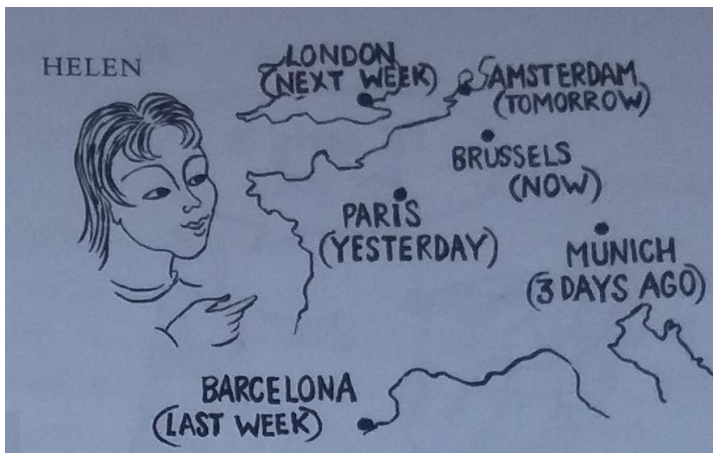 HELEN
LONDON
(NEXT WEEK)
AMSTERDAM
(TOMORROW)
BRUSSELS
(NOW)
PARIS
(YESTERDAY)
MUNICH
(3 DAYS AGO)
BARCELONA
(LAST WEEK)